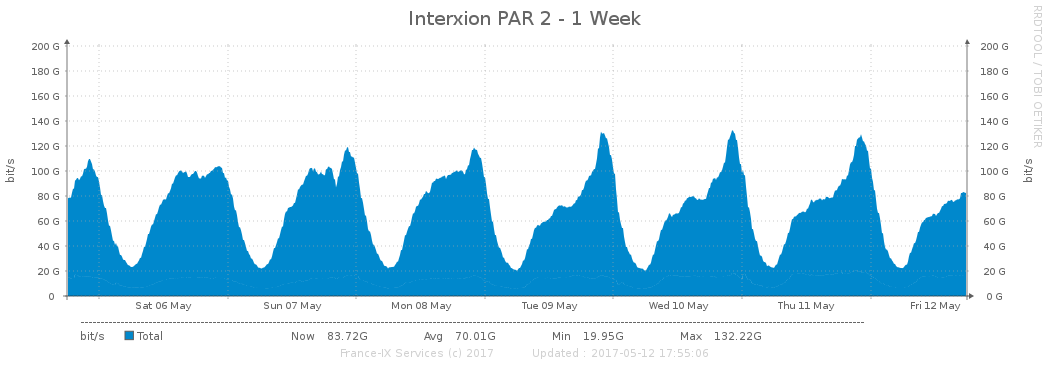 Interxion PAR 2 - 1 Week
RRDTOOL / TOBI OETIKER
200 G 200 G
180 G 180 G
160 G 160 G
140 G 140 G
120 G 120 G
100 G 100 G
80 G 80 G
60 G 60 G
40 G 40 G
20 G 20 G
0 0 G
bit/s
bit/s
Sat 06 May Sun 07 May Mon 08 May Tue 09 May Wed 10 May Thu 11 May Fri 12 May
bit/s Total Now 83.72G Avg 70.01G Min 19.95G Max 132.22G
France-IX Services (c) 2017 Updated : 2017-05-12 17:55:06